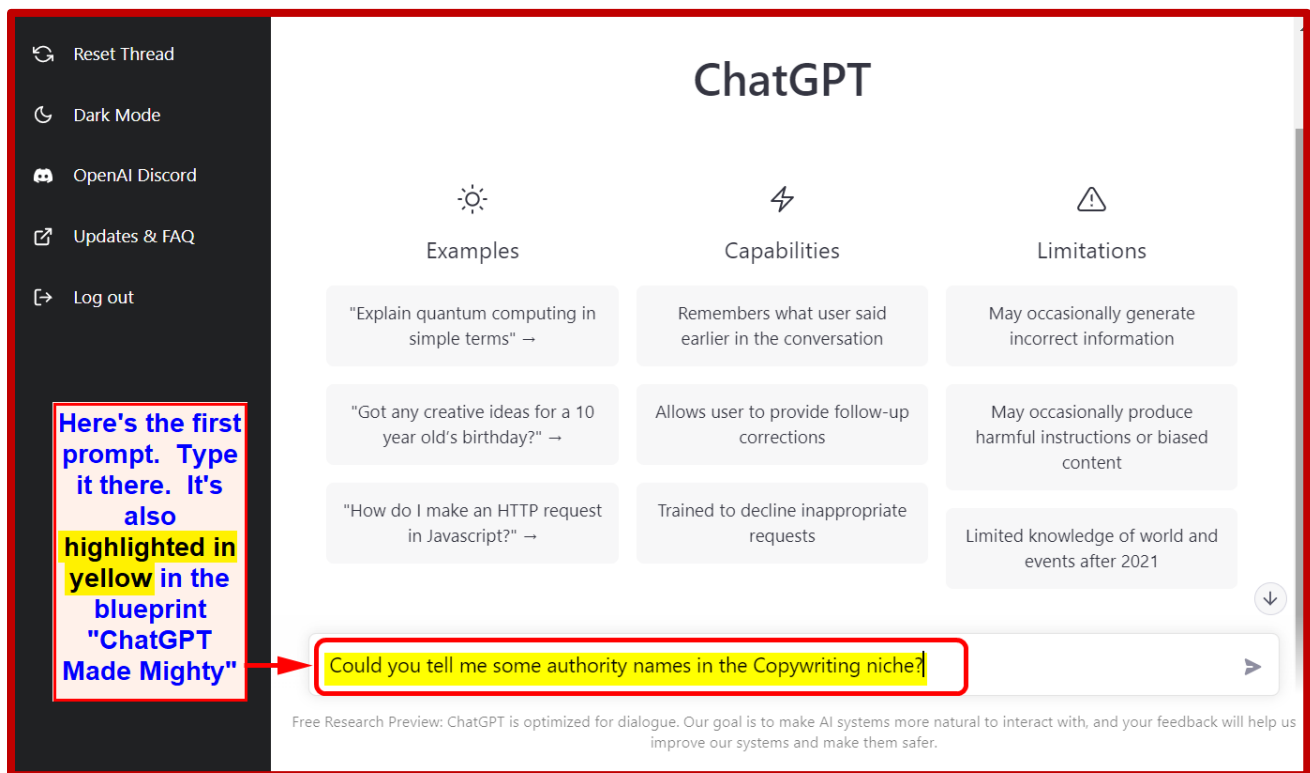 Reset Thread
Dark Mode
OpenAI Discord
Updates & FAQ
Log out
Here's the first
prompt. Type
it there. It's
also
highlighted in
yellow in the
blueprint
"ChatGPT
Made Mighty"
ChatGPT
Examples
"Explain quantum computing in
simple terms" →
"Got any creative ideas for a 10
year old's birthday?" →
"How do I make an HTTP request
in Javascript?" →
Capabilities
Remembers what user said
earlier in the conversation
Allows user to provide follow-up
corrections
Trained to decline inappropriate
requests
Limitations
May occasionally generate
incorrect information
May occasionally produce
harmful instructions or biased
content
Limited knowledge of world and
events after 2021
Could you tell me some authority names in the Copywriting niche?
Free Research Preview: ChatGPT is optimized for dialogue. Our goal is to make AI systems more natural to interact with, and your feedback will help us
improve our systems and make them safer.